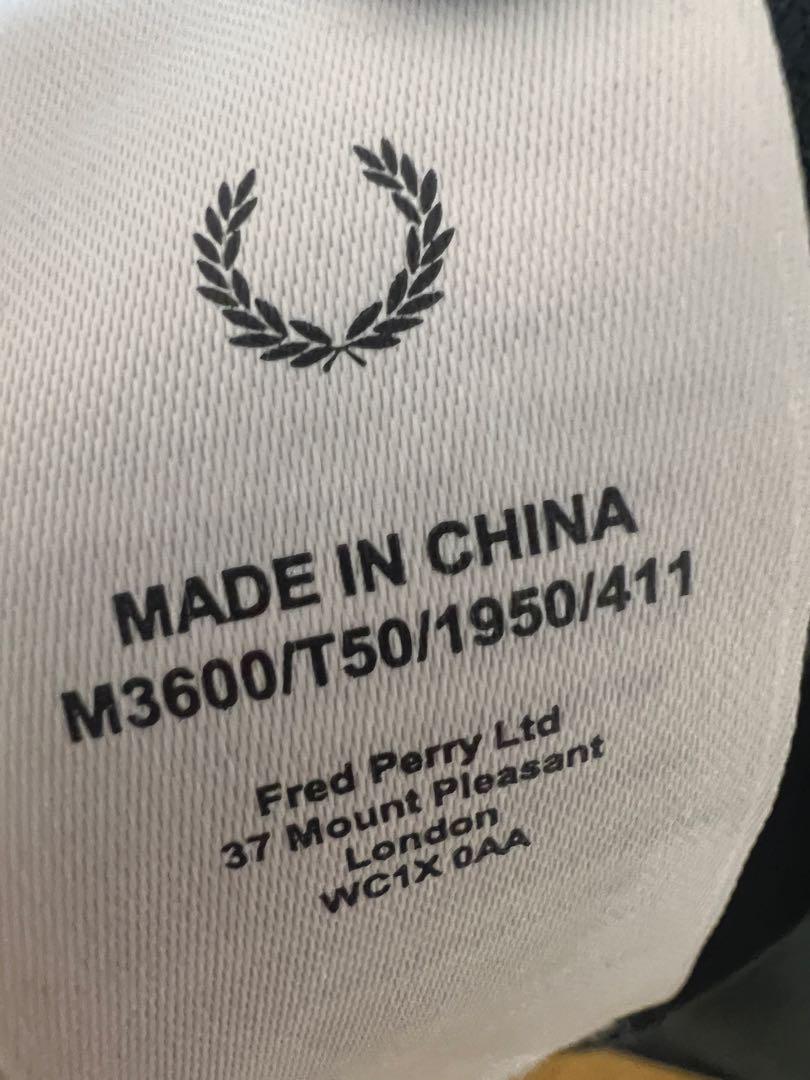 MADE IN CHINA
M3600/T50/1950/411
Fred Perry Ltd
37 Mount Pleasant
London
WC1X 0AA